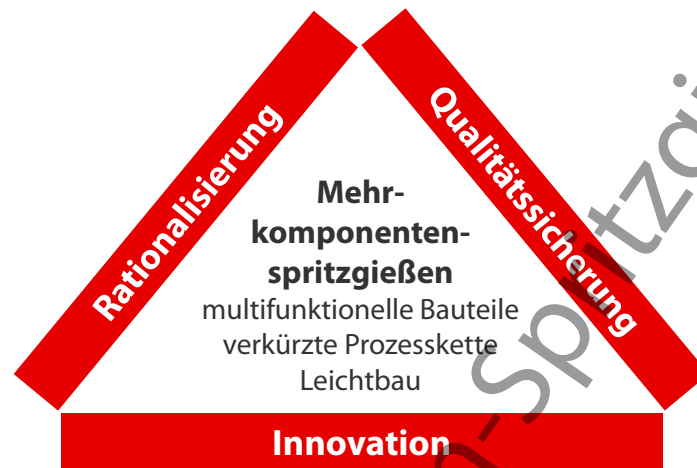 Rationalisierung
Qualitätssicherung
Mehr-
komponenten-
spritzgießen
multifunktionelle Bauteile
verkürzte Prozesskette
Leichtbau
Innovation